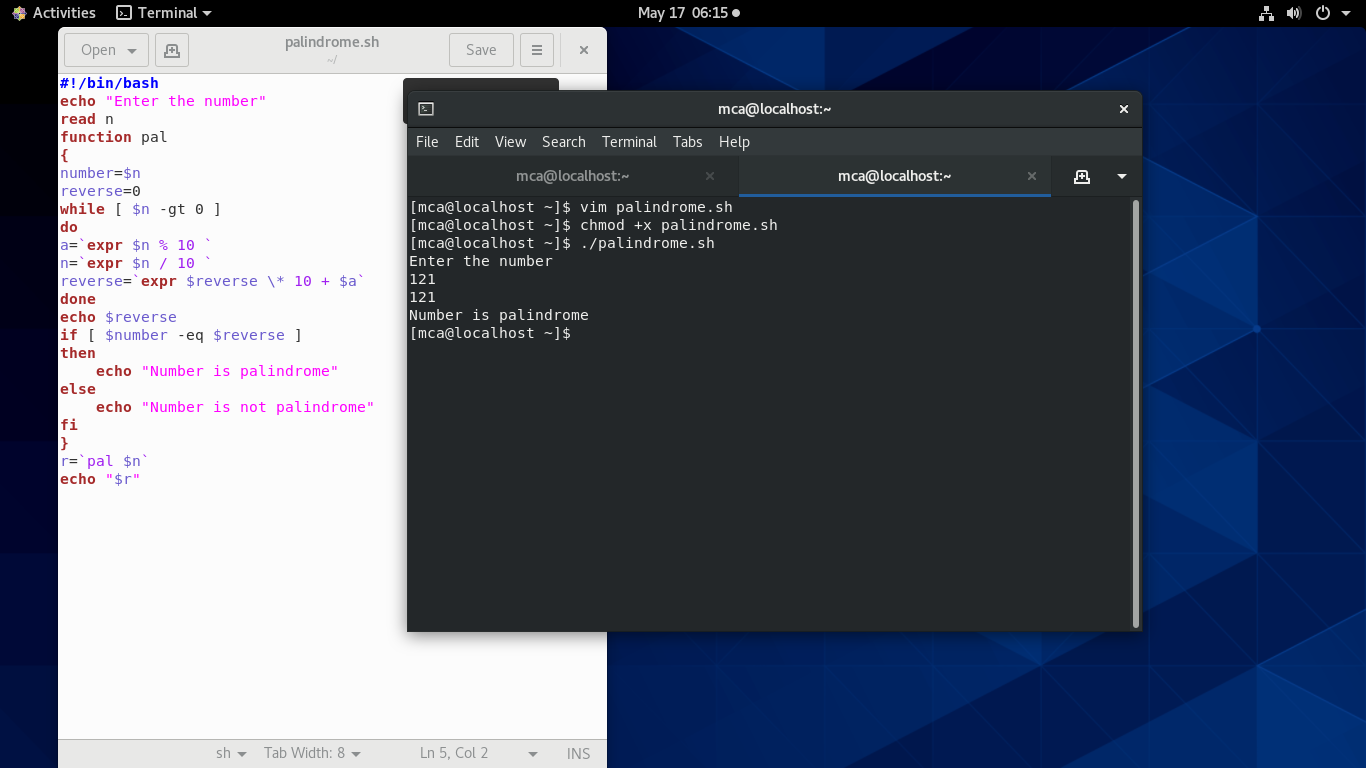 Activities Terminal May 17 06:15
Open palindrome.sh Save
~/
#!/bin/bash
echo "Enter the number"
read n
function pal
{
number=$n
reverse=0
while [ $n -gt 0 ]
do
a=`expr $n % 10 `
n=`expr $n / 10 `
reverse=`expr $reverse \* 10 + $a`
done
echo $reverse
if [ $number -eq $reverse ]
then
    echo "Number is palindrome"
else
    echo "Number is not palindrome"
fi
}
r=`pal $n`
echo "$r"
sh Tab Width: 8 Ln 5, Col 2 INS
mca@localhost:~
File Edit View Search Terminal Tabs Help
mca@localhost:~ mca@localhost:~
[mca@localhost ~]$ vim palindrome.sh
[mca@localhost ~]$ chmod +x palindrome.sh
[mca@localhost ~]$ ./palindrome.sh
Enter the number
121
121
Number is palindrome
[mca@localhost ~]$